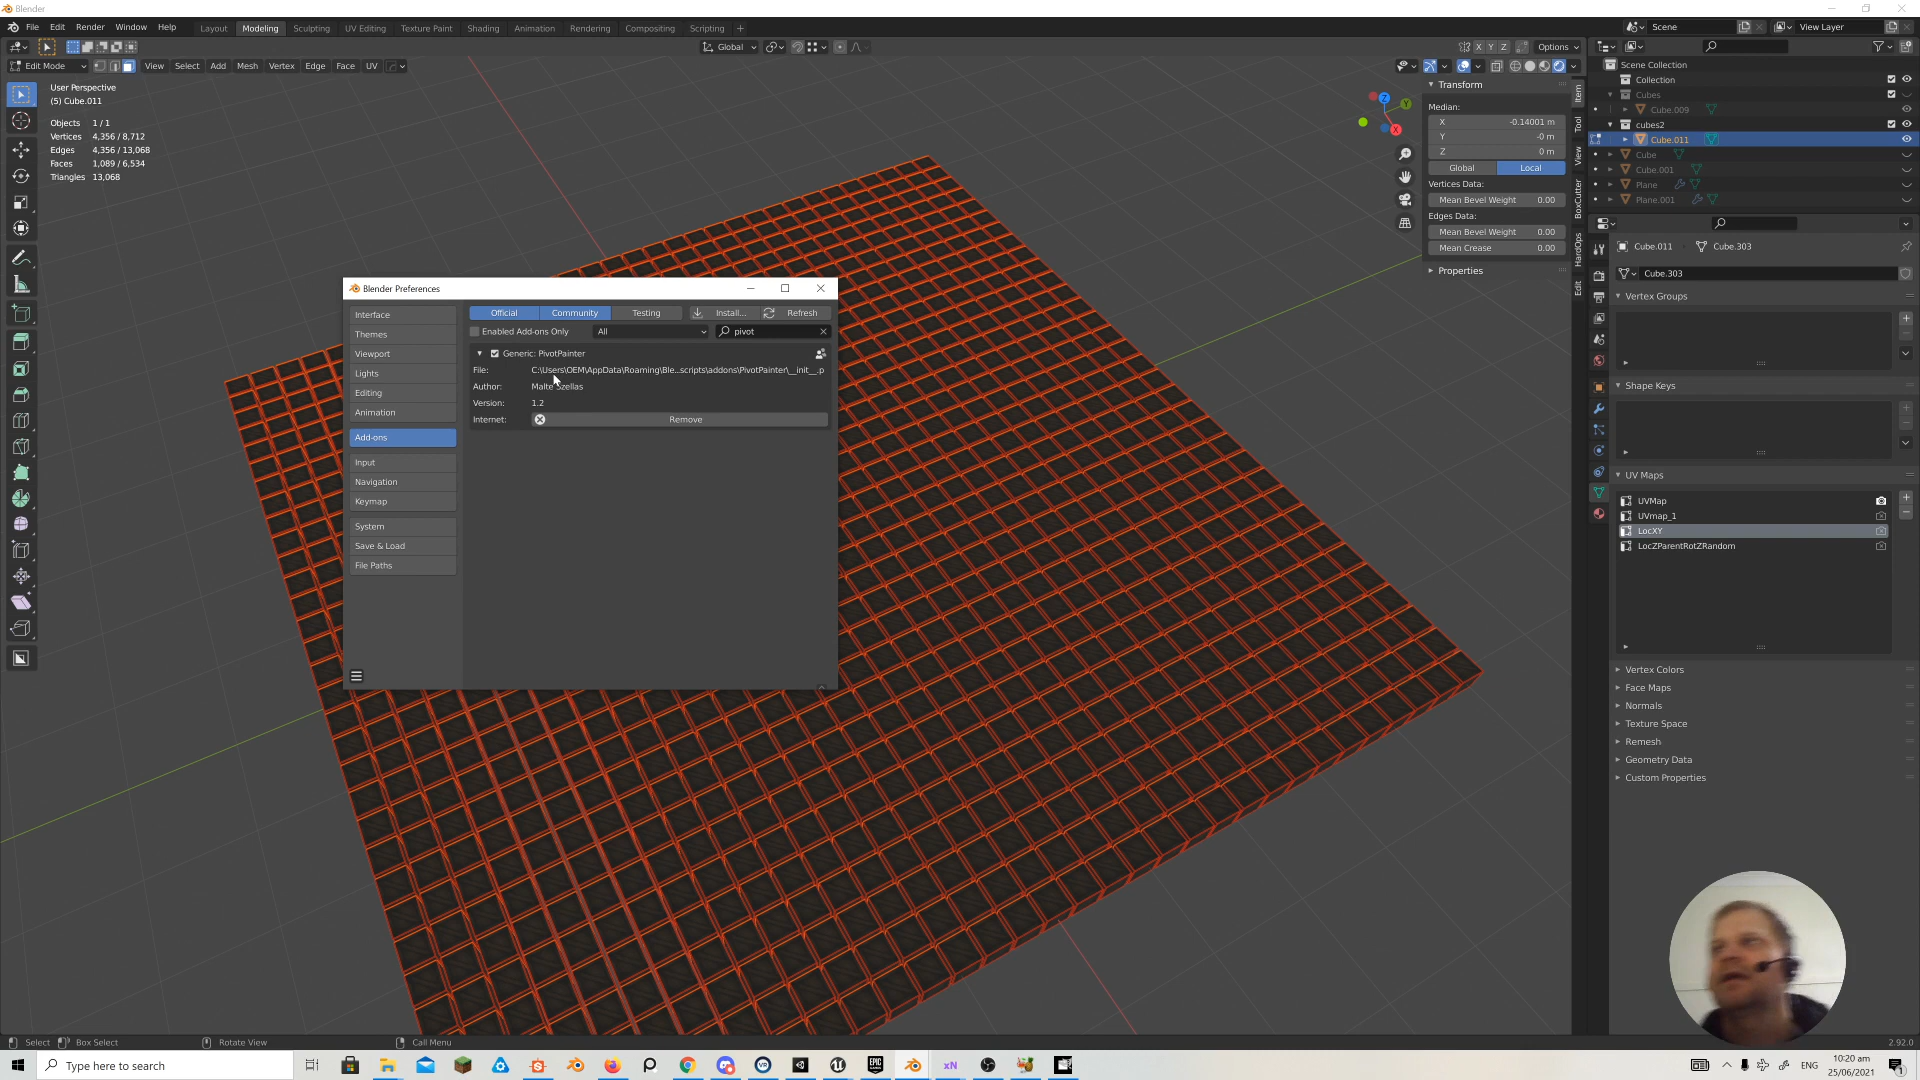 Blender
File Edit Render Window Help
Layout Modeling Sculpting UV Editing Texture Paint Shading Animation Rendering Compositing Scripting +
Scene
View Layer
Global
X Y Z
Options
Edit Mode
View Select Add Mesh Vertex Edge Face UV
User Perspective
(5) Cube.011
Objects 1 / 1
Vertices 4,356 / 8,712
Edges 4,356 / 13,068
Faces 1,089 / 6,534
Triangles 13,068
Z
Y
X
Transform
Median:
X -0.14001 m
Y -0 m
Z 0 m
Global Local
Vertices Data:
Mean Bevel Weight 0.00
Edges Data:
Mean Bevel Weight 0.00
Mean Crease 0.00
Properties
Item
Tool
View
BoxCutter
HardOps
Edit
Scene Collection
Collection
Cubes
Cube.009
cubes2
Cube.011
Cube
Cube.001
Plane
Plane.001
Cube.011
Cube.303
Cube.303
Vertex Groups
Shape Keys
UV Maps
UVMap
UVmap_1
LocXY
LocZParentRotZRandom
Vertex Colors
Face Maps
Normals
Texture Space
Remesh
Geometry Data
Custom Properties
Blender Preferences
Interface
Themes
Viewport
Lights
Editing
Animation
Add-ons
Input
Navigation
Keymap
System
Save & Load
File Paths
Official Community Testing Install... Refresh
Enabled Add-ons Only All pivot
Generic: PivotPainter
File: C:\Users\OEM\AppData\Roaming\Ble...scripts\addons\PivotPainter\__init__.p
Author: Malte Szellas
Version: 1.2
Internet: Remove
Select Box Select Rotate View Call Menu
2.92.0
Type here to search
ENG
10:20 am
25/06/2021